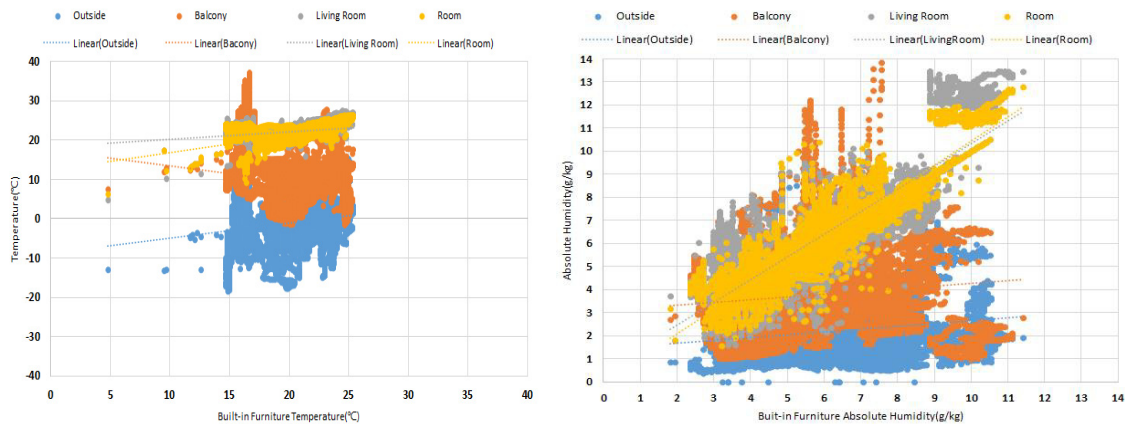 Outside Balcony Living Room Room
Linear(Outside) Linear(Bacony) Linear(Living Room) Linear(Room)
40
30
20
10
0
-10
-20
-30
-40
0 5 10 15 20 25 30 35 40
Temperature(℃)
Built-in Furniture Temperature(℃)
Outside Balcony Living Room Room
Linear(Outside) Linear(Balcony) Linear(LivingRoom) Linear(Room)
14
13
12
11
10
9
8
7
6
5
4
3
2
1
0
0 1 2 3 4 5 6 7 8 9 10 11 12 13 14
Absolute Humidity(g/kg)
Buit-in Furniture Absolute Humidity(g/kg)